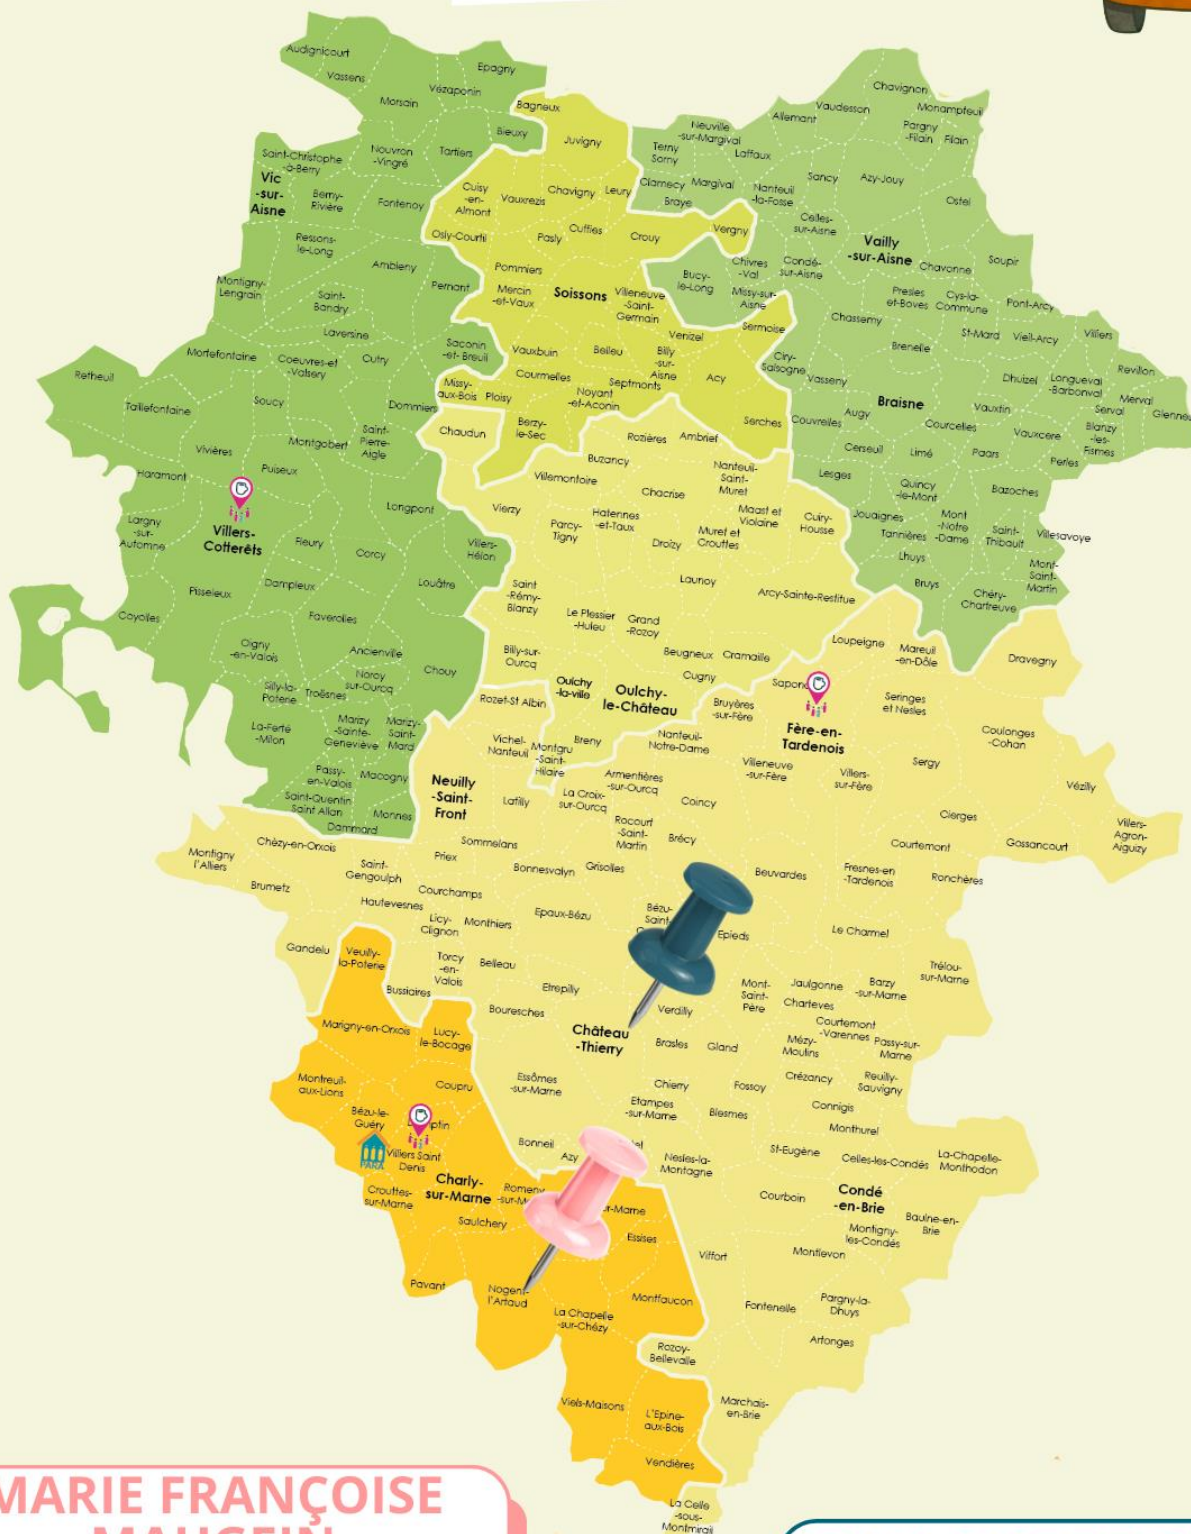 Audignicourt
Vassens
Epagny
Vézaponin
Morsain
Bagneux
Bieuxy
Juvigny
Saint-Christophe
-à-Berry
Nouvron
-Vingré
Tartiers
Vic
-sur-
Aisne
Berny-
Rivière
Fontenoy
Cuisy
-en-
Almont
Vauxrezis
Chavigny
Leury
Osly-Courtil
Pasly
Cuffies
Crouy
Vergny
Ressons-
le-Long
Ambleny
Pernant
Montigny-
Lengrain
Saint-
Bandry
Laversine
Pommiers
Mercin
-et-Vaux
Soissons
Villeneuve
-Saint-
Germain
Venizel
Sermoise
Mortefontaine
Coeuvres-et
-Valsery
Cutry
Saconin
-et- Breuil
Vauxbuin
Belleu
Billy
-sur-
Aisne
Courmelles
Septmonts
Acy
Retheuil
Taillefontaine
Soucy
Dommiers
Missy-
aux-Bois
Ploisy
Noyant
-et-Aconin
Berzy-
le-Sec
Serches
Chaudun
Chavignon
Vaudesson
Monampteuil
Allemant
Neuville
-sur-Margival
Pargny
-Filain
Filain
Terny
Sorny
Laffaux
Clamecy
Margival
Nanteuil
-la-Fosse
Sancy
Azy-Jouy
Braye
Ostel
Celles-
sur-Aisne
Vailly
-sur-Aisne
Chavonne
Soupir
Bucy-
le-Long
Chivres
-Val
Condé-
sur-Aisne
Missy-sur-
Aisne
Presles
et-Boves
Cys-la-
Commune
Pont-Arcy
Chassemy
St-Mard
Vieil-Arcy
Villiers
Brenelle
Ciry-
Salsogne
Vasseny
Dhuizel
Longueval
-Barbonval
Revillon
Merval
Braisne
Vauxtin
Serval
Glennes
Couvrelles
Augy
Courcelles
Vauxcere
Blanzy
-les-
Fismes
Cerseuil
Limé
Paars
Perles
Lesges
Quincy
-le-Mont
Bazoches
Jouaignes
Mont
-Notre
-Dame
Saint-
Thibault
Villesavoye
Tannières
Lhuys
Mont-
Saint-
Martin
Bruys
Chéry-
Chartreuve
Vivières
Montgobert
Saint-
Pierre-
Aigle
Haramont
Puiseux
Longpont
Largny
-sur-
Automne
Villers-
Cotterêts
Fleury
Corcy
Villers-
Hélon
Pisseleux
Dampleux
Louâtre
Coyolles
Faverolles
Oigny
-en-Valois
Ancienville
Chouy
Silly-la-
Poterie
Troësnes
Noroy
sur-Ourcq
La-Ferté
-Milon
Marizy
-Sainte-
Geneviève
Marizy-
Saint-
Mard
Passy-
en-Valois
Macogny
Saint-Quentin
Saint Allan
Monnes
Dammard
Rozières
Ambrief
Buzancy
Villemontoire
Nanteuil-
Saint-
Muret
Chacrise
Vierzy
Parcy-
Tigny
Hatennes
-et-Taux
Maast et
Violaine
Cuiry-
Housse
Droizy
Muret et
Crouttes
Launoy
Saint
-Rémy-
Blanzy
Arcy-Sainte-Restitue
Le Plessier
-Huleu
Grand
-Rozoy
Billy-sur-
Ourcq
Beugneux
Cramaille
Oulchy
-la-ville
Oulchy-
le-Château
Cugny
Rozet-St Albin
Breny
Loupeigne
Mareuil
-en-Dôle
Dravegny
Bruyères
-sur-Fère
Seringes
et Nesles
Fère-en-
Tardenois
Coulonges
-Cohan
Vichel-
Nanteuil
Montgru
-Saint-
Hilaire
Nanteuil-
Notre-Dame
Villeneuve
-sur-Fère
Villers-
sur-Fère
Sergy
Vézilly
Neuilly
-Saint-
Front
Latilly
La Croix-
sur-Ourcq
Armentières
-sur-Ourcq
Coincy
Cierges
Villers-
Agron-
Aiguizy
Sommelans
Rocourt
-Saint-
Martin
Brécy
Courtemont
Gossancourt
Chèzy-en-Orxois
Montigny
l'Alliers
Saint-
Gengoulph
Priex
Bonnesvalyn
Grisolles
Beuvardes
Fresnes-en
-Tardenois
Ronchères
Brumetz
Courchamps
Hautevesnes
Licy-
Clignon
Monthiers
Epaux-Bézu
Bézu-
Saint-
Epieds
Le Charmel
Gandelu
Veuilly-
la-Poterie
Torcy
-en-
Valois
Belleau
Trélou-
sur-Marne
Bussiaires
Etrepilly
Mont-
Saint-
Père
Jaulgonne
Barzy
-sur-Marne
Charteves
Bouresches
Verdilly
Marigny-en-Orxois
Lucy-
le-Bocage
Château
-Thierry
Brasles
Gland
Courtemont
-Varennes
Mézy-
Moulins
Passy-sur-
Marne
Montreuil-
aux-Lions
Coupru
Essômes
-sur-Marne
Chierry
Fossoy
Crézancy
Reuilly-
Sauvigny
Etampes
-sur-Marne
Blesmes
Connigis
Bézu-le-
Guéry
Monthurel
PARA
Villiers Saint
Denis
Bonneil
Azy
Nesles-la-
Montagne
St-Eugène
Celles-les-Condés
La-Chapelle-
Monthodon
Crouttes-
sur-Marne
Charly-
sur-Marne
Romeny
Saulchery
Essises
Courboin
Condé
-en-Brie
Baulne-en-
Brie
Montigny-
les-Condés
Viffort
Montlevon
Pavant
Nogent-
l'Artaud
Montfaucon
La Chapelle
-sur-Chézy
Fontenelle
Pargny-la-
Dhuys
Artonges
Rozoy-
Bellevalle
Viels-Maisons
L'Epine-
aux-Bois
Marchais-
en-Brie
Vendières
La Celle
-sous-
Montmirail
MARIE FRANÇOISE